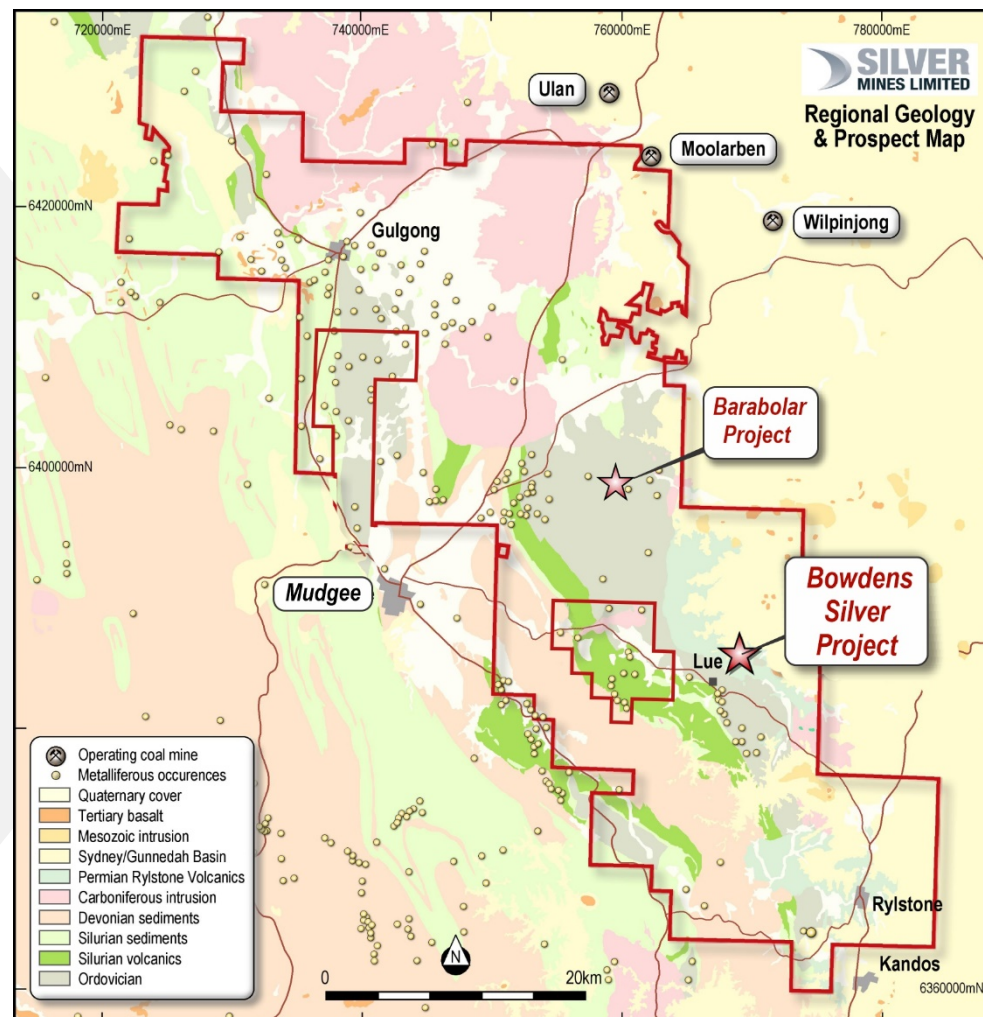 720000mE
740000mE
760000mE
780000mE
SILVER
MINES LIMITED
Regional Geology
& Prospect Map
Ulan
Moolarben
Wilpinjong
6420000mN
Gulgong
Barabolar
Project
6400000mN
Mudgee
Bowdens
Silver
Project
Lue
Operating coal mine
Metalliferous occurences
Quaternary cover
Tertiary basalt
Mesozoic intrusion
Sydney/Gunnedah Basin
Permian Rylstone Volcanics
Carboniferous intrusion
Devonian sediments
Silurian sediments
Silurian volcanics
Ordovician
Rylstone
Kandos
0
20km
N
6360000mN